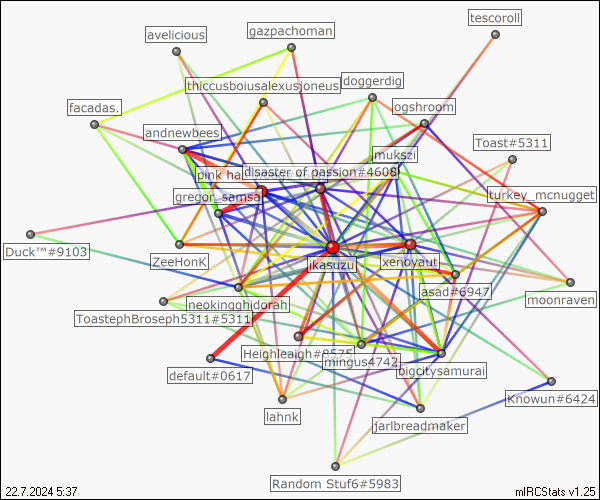 tescoroll
avelicious
gazpachoman
thiccusboiusalexusjoneus
doggerdig
facadas.
ogshroom
andnewbees
Toast#5311
mukszi
pink ha
disaster of passion#4608
gregor_samsa
turkey_mcnugget
Duck™#9103
ZeeHonK
ikasuzu
xenoyaut
asad#6947
moonraven
neokingghidorah
ToastephBroseph5311#5311
Heighleaigh#8575
mingus4742
bigcitysamurai
default#0617
Knowun#6424
lahnk
jarlbreadmaker
Random Stuf6#5983
22.7.2024 5:37
mIRCStats v1.25